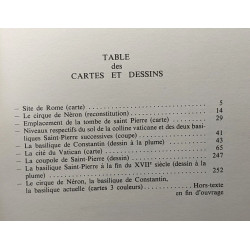 TABLE
des
CARTES ET DESSINS
— Site de Rome (carte) 5
— Le cirque de Néron (reconstitution) 14
— Emplacement de la tombe de saint Pierre (carte) 29
— Niveaux respectifs du sol de la colline vaticane et des deux basi-
liques Saint-Pierre successives (coupe) 41
— La basilique de Constantin (dessin à la plume) 43
— La cité du Vatican (carte) 65
— La coupole de Saint-Pierre (dessin) 247
— La basilique Saint-Pierre à la fin du XVIIe siècle (dessin à
la plume) 252
— Le cirque de Néron, la basilique de Constantin,
la basilique actuelle (cartes 3 couleurs) Hors-texte
en fin d'ouvrage